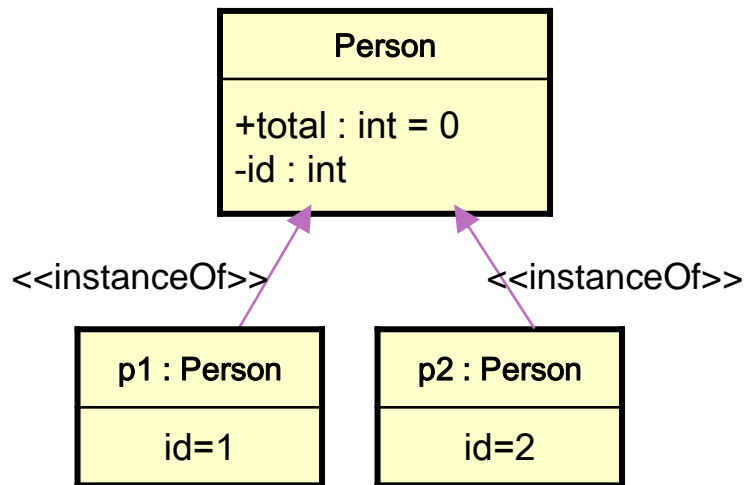 Person
+total : int = 0
-id : int
<<instanceOf>>
<<instanceOf>>
p1 : Person
p2 : Person
id=1
id=2